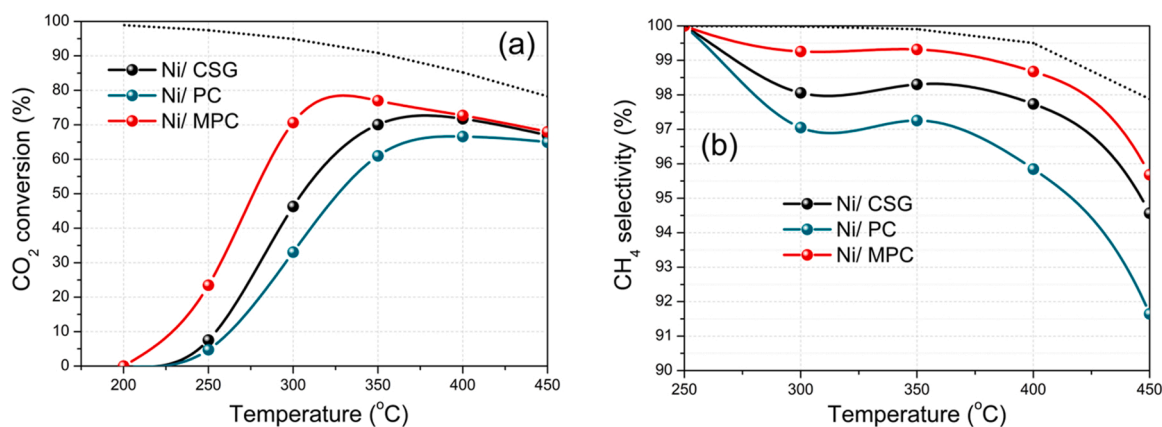 (a)
Ni/ CSG
Ni/ PC
Ni/ MPC
CO2 conversion (%)
100
90
80
70
60
50
40
30
20
10
0
200
250
300
350
400
450
Temperature (oC)
(b)
Ni/ CSG
Ni/ PC
Ni/ MPC
CH4 selectivity (%)
100
99
98
97
96
95
94
93
92
91
90
250
300
350
400
450
Temperature (oC)